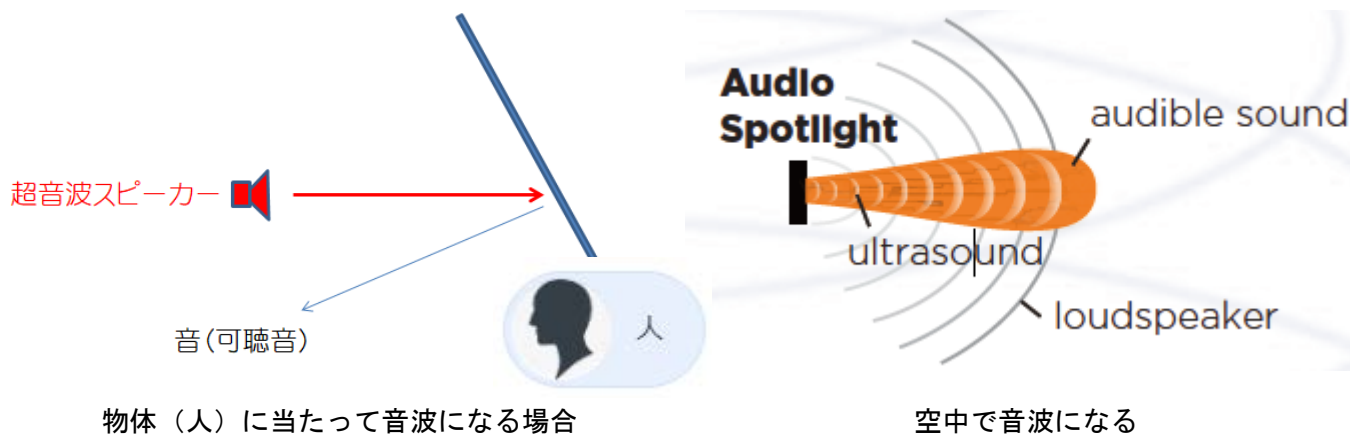 超音波スピーカー
音(可聴音)
人
物体（人）に当たって音波になる場合
Audio
Spotlight
audible sound
ultrasound
loudspeaker
空中で音波になる